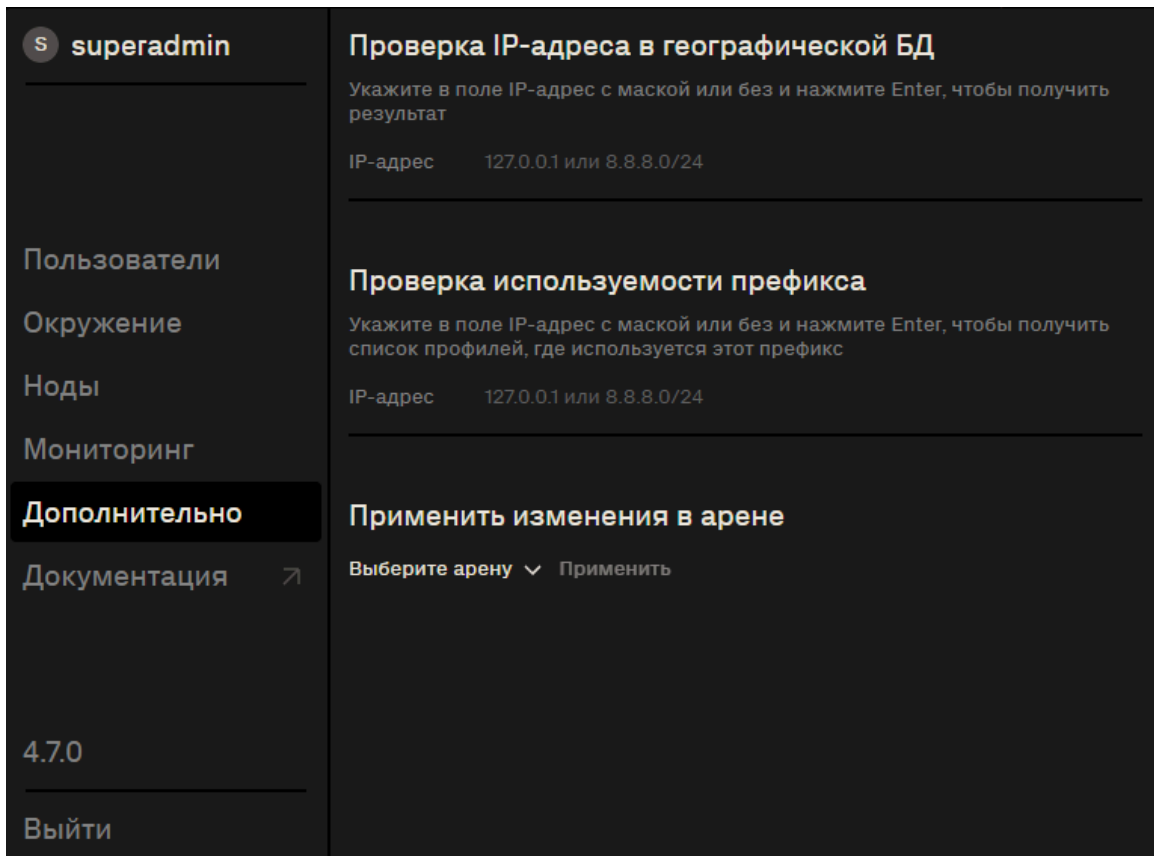 S superadmin
Пользователи
Окружение
Ноды
Мониторинг
Дополнительно
Документация
4.7.0
Выйти
Проверка IP-адреса в географической БД
Укажите в поле IP-адрес с маской или без и нажмите Enter, чтобы получить
результат
IP-адрес 127.0.0.1 или 8.8.8.0/24
Проверка используемости префикса
Укажите в поле IP-адрес с маской или без и нажмите Enter, чтобы получить
список профилей, где используется этот префикс
IP-адрес 127.0.0.1 или 8.8.8.0/24
Применить изменения в арене
Выберите арену Применить